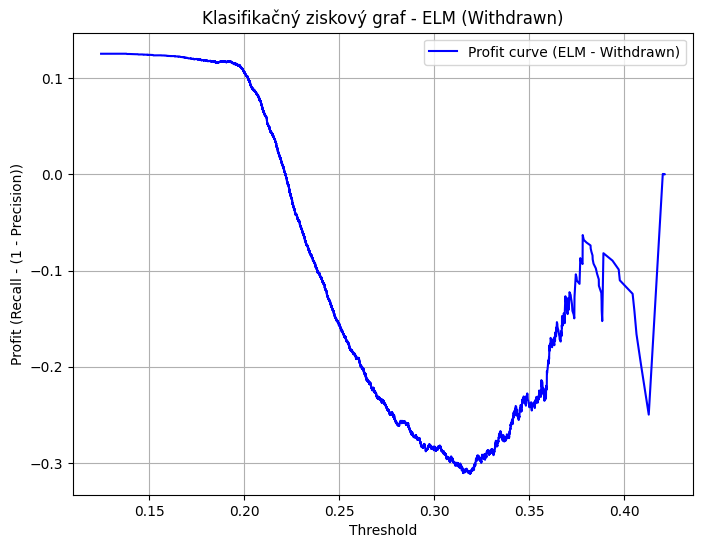 Klasifikačný ziskový graf - ELM (Withdrawn)
Profit curve (ELM - Withdrawn)
Profit (Recall - (1 - Precision))
0.1
0.0
−0.1
−0.2
−0.3
0.15 0.20 0.25 0.30 0.35 0.40
Threshold